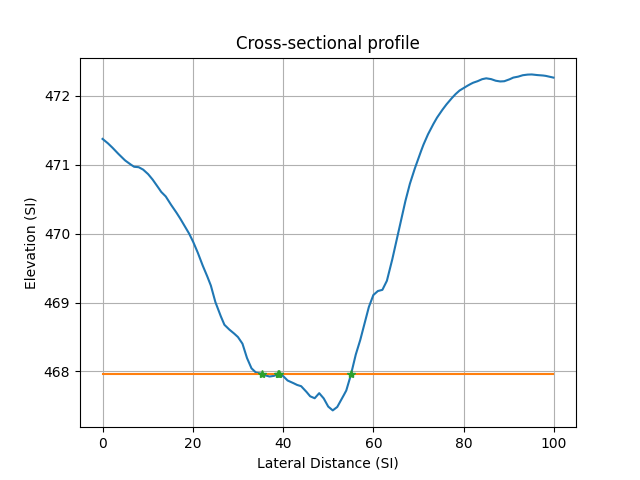 Cross-sectional profile
472
471
470
469
468
Elevation (SI)
0 20 40 60 80 100
Lateral Distance (SI)